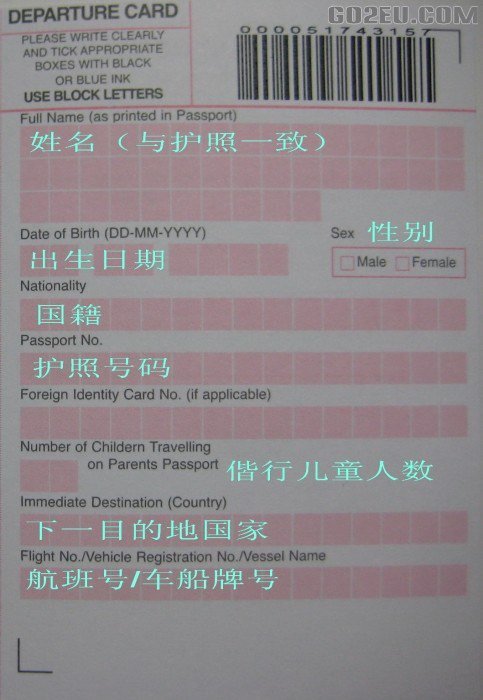 DEPARTURE CARD
GO2EU.COM
PLEASE WRITE CLEARLY
AND TICK APPROPRIATE
BOXES WITH BLACK
OR BLUE INK
USE BLOCK LETTERS
000051743157
Full Name (as printed in Passport)
姓名（与护照一致）
Date of Birth (DD-MM-YYYY)
Sex 性别
出生日期
Male Female
Nationality
国籍
Passport No.
护照号码
Foreign Identity Card No. (if applicable)
Number of Childern Travelling
on Parents Passport 偕行儿童人数
Immediate Destination (Country)
下一目的地国家
Flight No./Vehicle Registration No./Vessel Name
航班号/车船牌号